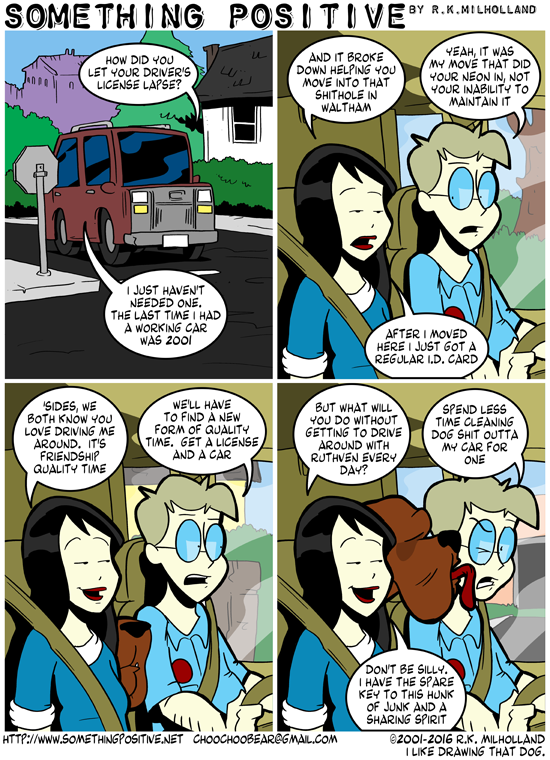 SOMETHING POSITIVE BY R.K.MILHOLLAND
HOW DID YOU
LET YOUR DRIVER'S
LICENSE LAPSE?
I JUST HAVEN'T
NEEDED ONE.
THE LAST TIME I HAD
A WORKING CAR
WAS 2001
AND IT BROKE
DOWN HELPING YOU
MOVE INTO THAT
SHITHOLE IN
WALTHAM
YEAH, IT WAS
MY MOVE THAT DID
YOUR NEON IN, NOT
YOUR INABILITY TO
MAINTAIN IT
AFTER I MOVED
HERE I JUST GOT A
REGULAR I.D. CARD
'SIDES, WE
BOTH KNOW YOU
LOVE DRIVING ME
AROUND. IT'S
FRIENDSHIP
QUALITY TIME
WE'LL HAVE
TO FIND A NEW
FORM OF QUALITY
TIME. GET A LICENSE
AND A CAR
BUT WHAT WILL
YOU DO WITHOUT
GETTING TO DRIVE
AROUND WITH
RUTHVEN EVERY
DAY?
SPEND LESS
TIME CLEANING
DOG SHIT OUTTA
MY CAR FOR
ONE
DON'T BE SILLY.
I HAVE THE SPARE
KEY TO THIS HUNK
OF JUNK AND A
SHARING SPIRIT
HTTP://WWW.SOMETHINGPOSITIVE.NET CHOOCHOOBEAR@GMAIL.COM ©2001-2016 R.K. MILHOLLAND
I LIKE DRAWING THAT DOG.